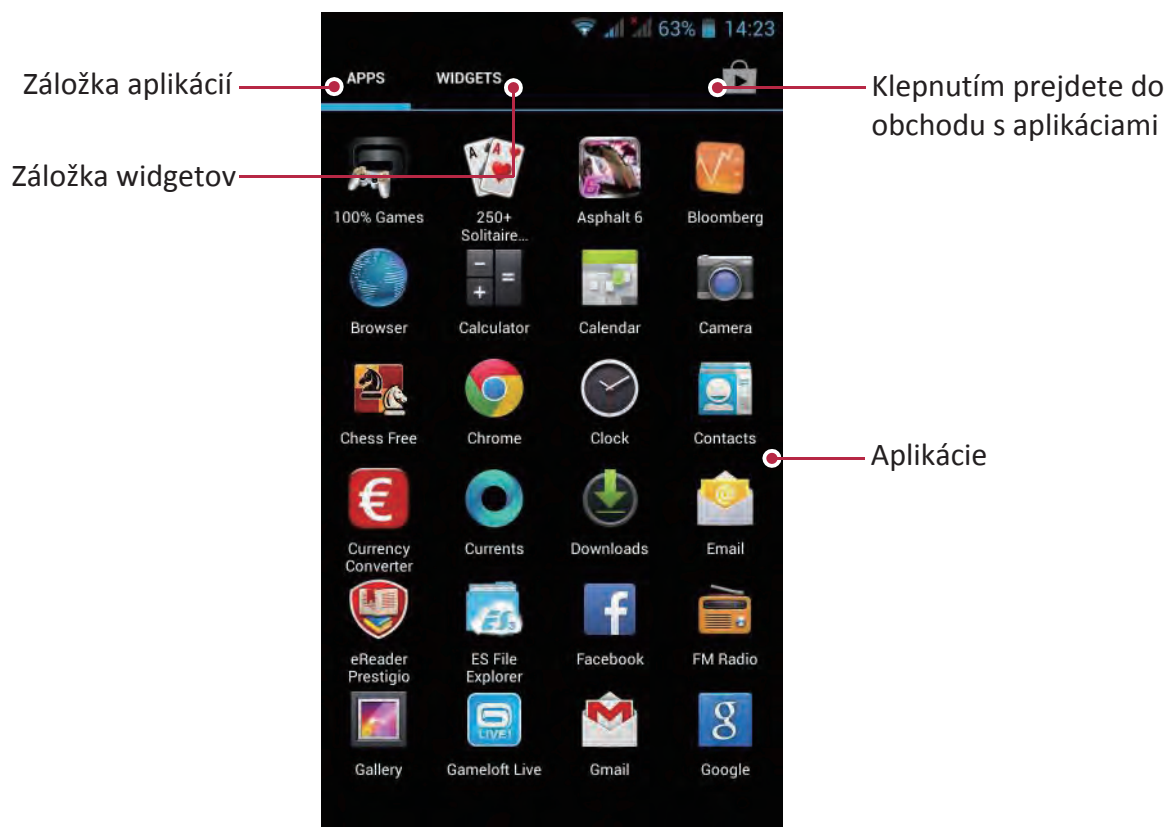 63% 14:23
APPS WIDGETS
Záložka aplikácií
Klepnutím prejdete do
obchodu s aplikáciami
Záložka widgetov
100% Games
250+
Solitaire...
Asphalt 6
Bloomberg
Browser
Calculator
Calendar
Camera
Chess Free
Chrome
Clock
Contacts
Aplikácie
Currency
Converter
Currents
Downloads
Email
eReader
Prestigio
ES File
Explorer
Facebook
FM Radio
LIVE!
Gallery
Gameloft Live
Gmail
Google